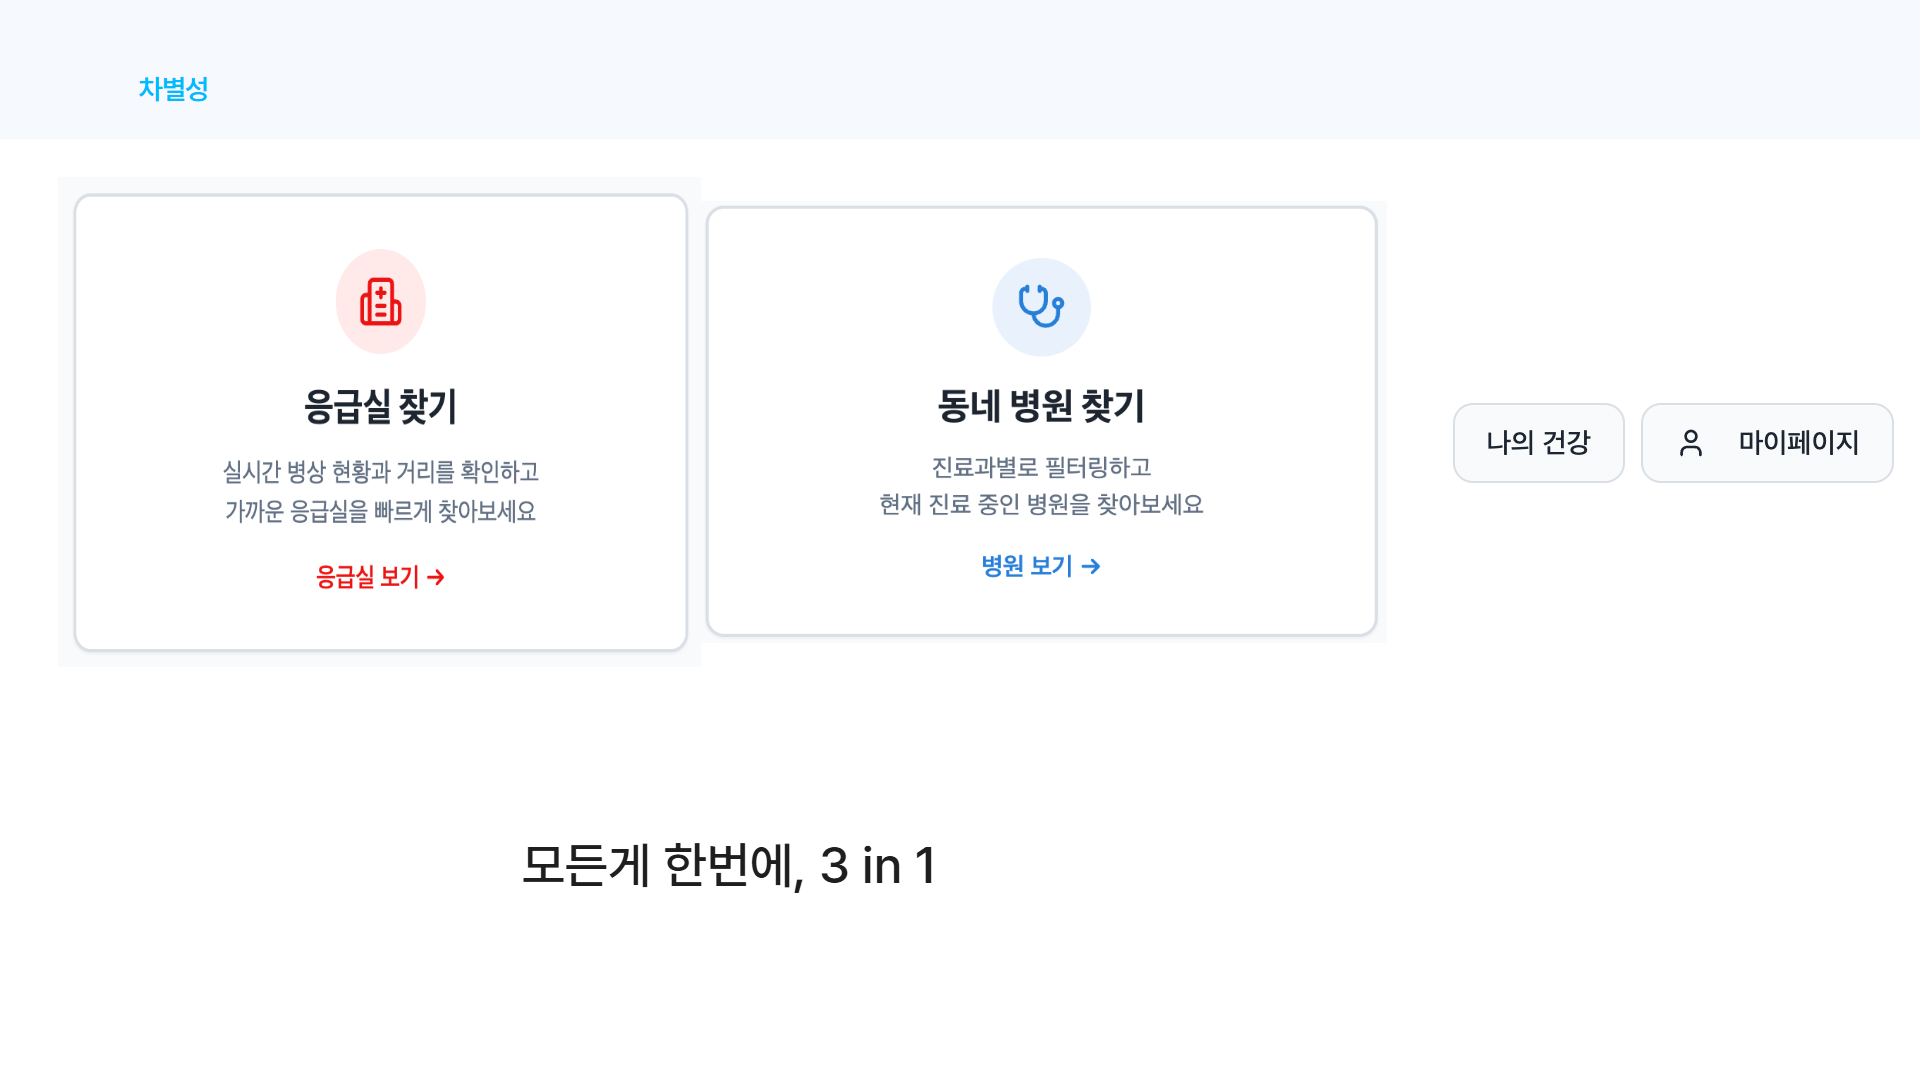 차별성
응급실 찾기
실시간 병상 현황과 거리를 확인하고
가까운 응급실을 빠르게 찾아보세요
응급실 보기 →
동네 병원 찾기
진료과별로 필터링하고
현재 진료 중인 병원을 찾아보세요
병원 보기 →
나의 건강
마이페이지
모든게 한번에, 3 in 1